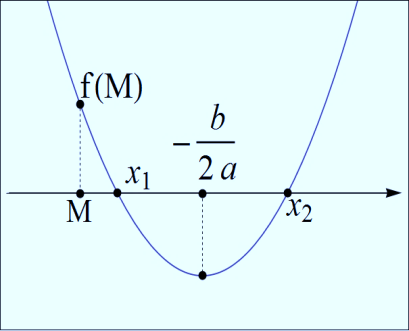 f(M)
-b/2a
x₁
M
x₂